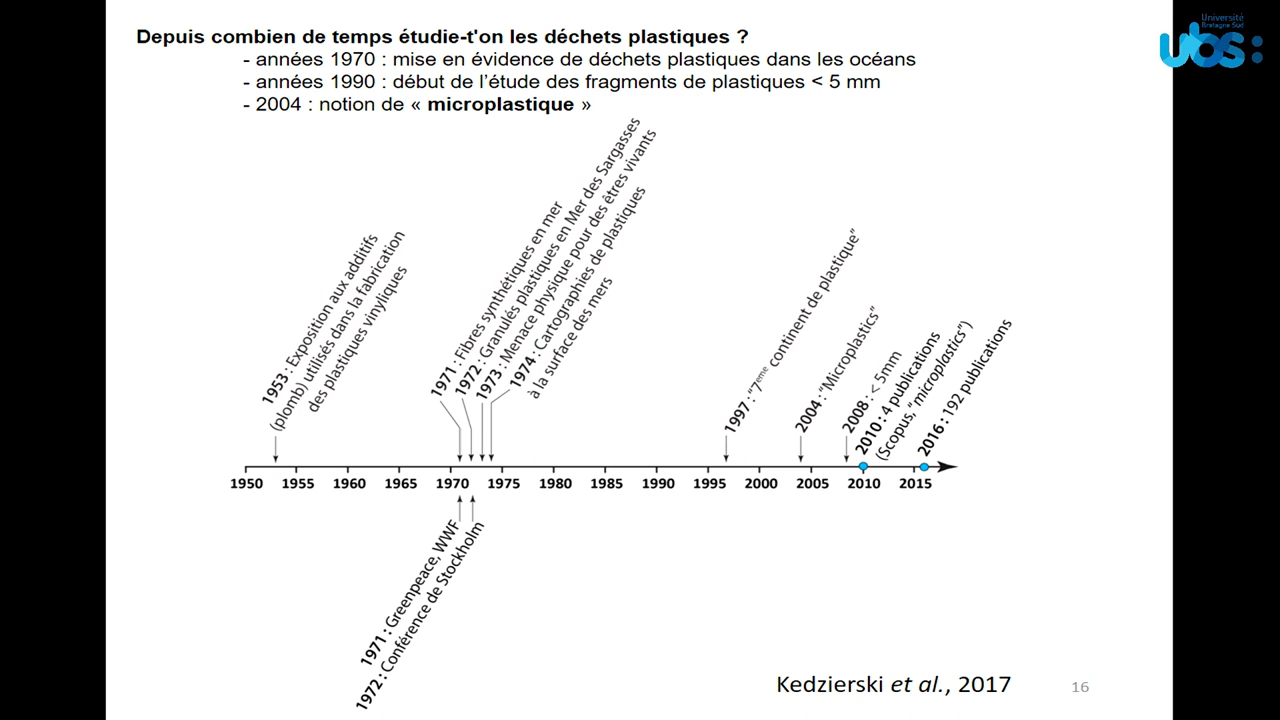 Université
Bretagne Sud
ubs:
Depuis combien de temps étudie-t'on les déchets plastiques ?
- années 1970 : mise en évidence de déchets plastiques dans les océans
- années 1990 : début de l'étude des fragments de plastiques < 5 mm
- 2004 : notion de « microplastique »
1953 : Exposition aux additifs
(plomb) utilisés dans la fabrication
des plastiques vinyliques
1971 : Fibres synthétiques en mer
1972 : Granulés plastiques en Mer des Sargasses
1973 : Menace physique pour des êtres vivants
1974 : Cartographies de plastiques
à la surface des mers
1997 : "7eme continent de plastique"
2004 : "Microplastics"
2008 : < 5mm
2010 : 4 publications
(Scopus, "microplastics")
2016 : 192 publications
1950 1955 1960 1965 1970 1975 1980 1985 1990 1995 2000 2005 2010 2015
1971 : Greenpeace, WWF
1972 : Conférence de Stockholm
Kedzierski et al., 2017
16